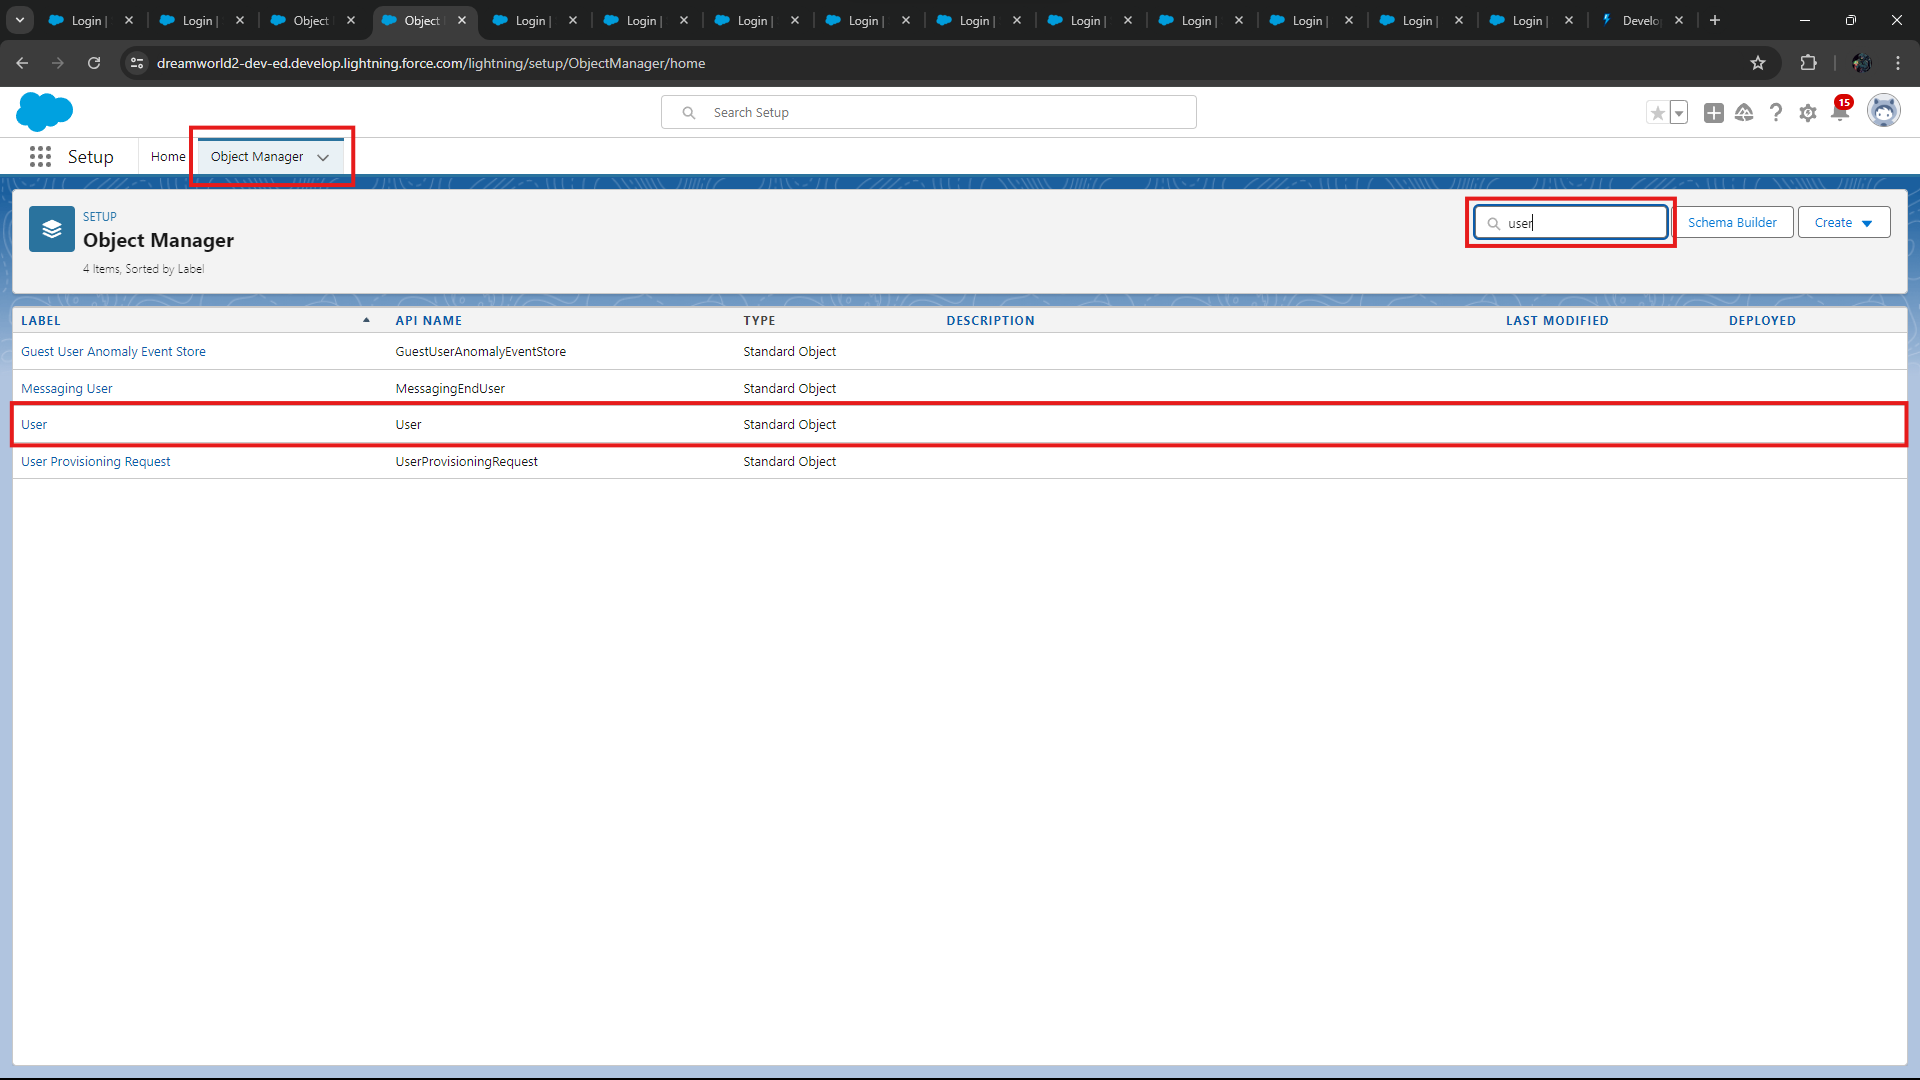 Login |
Login |
Object
Object
Login |
Login |
Login |
Login |
Login |
Login |
Login |
Login |
Login |
Login |
Develo
dreamworld2-dev-ed.develop.lightning.force.com/lightning/setup/ObjectManager/home
Search Setup
15
Setup
Home
Object Manager
SETUP
Object Manager
4 Items, Sorted by Label
user
Schema Builder
Create
LABEL API NAME TYPE DESCRIPTION LAST MODIFIED DEPLOYED
Guest User Anomaly Event Store GuestUserAnomalyEventStore Standard Object
Messaging User MessagingEndUser Standard Object
User User Standard Object
User Provisioning Request UserProvisioningRequest Standard Object